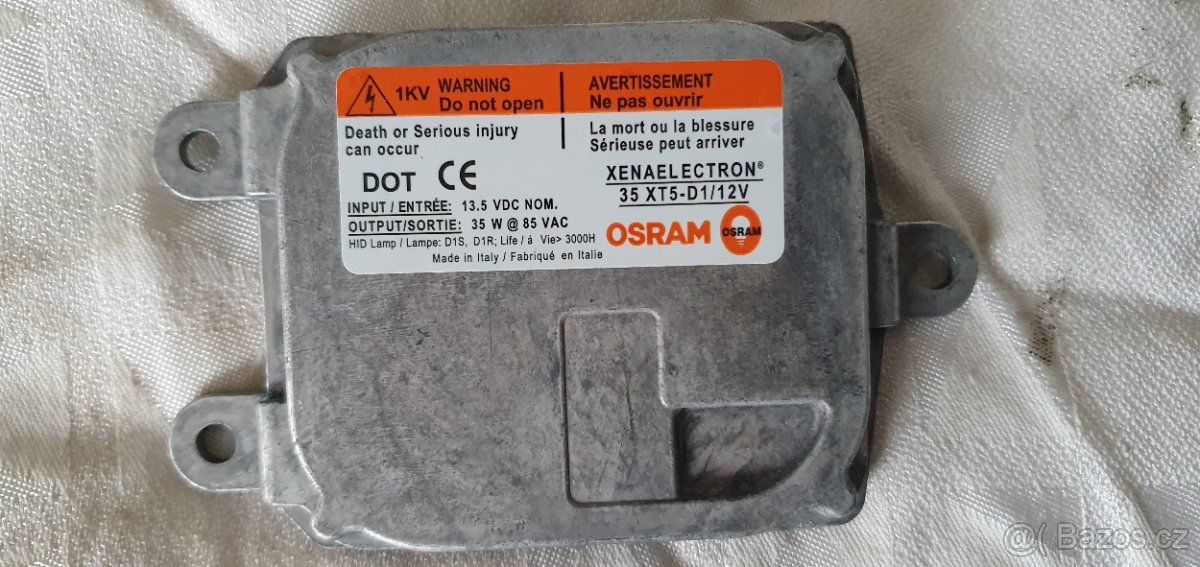 1KV WARNING
Do not open
AVERTISSEMENT
Ne pas ouvrir
Death or Serious injury
can occur
La mort ou la blessure
Sérieuse peut arriver
DOT CE
XENAELECTRON®
35 XT5-D1/12V
INPUT / ENTRÉE: 13.5 VDC NOM.
OUTPUT/SORTIE: 35 W @ 85 VAC
HID Lamp / Lampe: D1S, D1R; Life / á Vie> 3000H
Made in Italy / Fabriqué en Italie
OSRAM
OSRAM
@( Bazos.cz